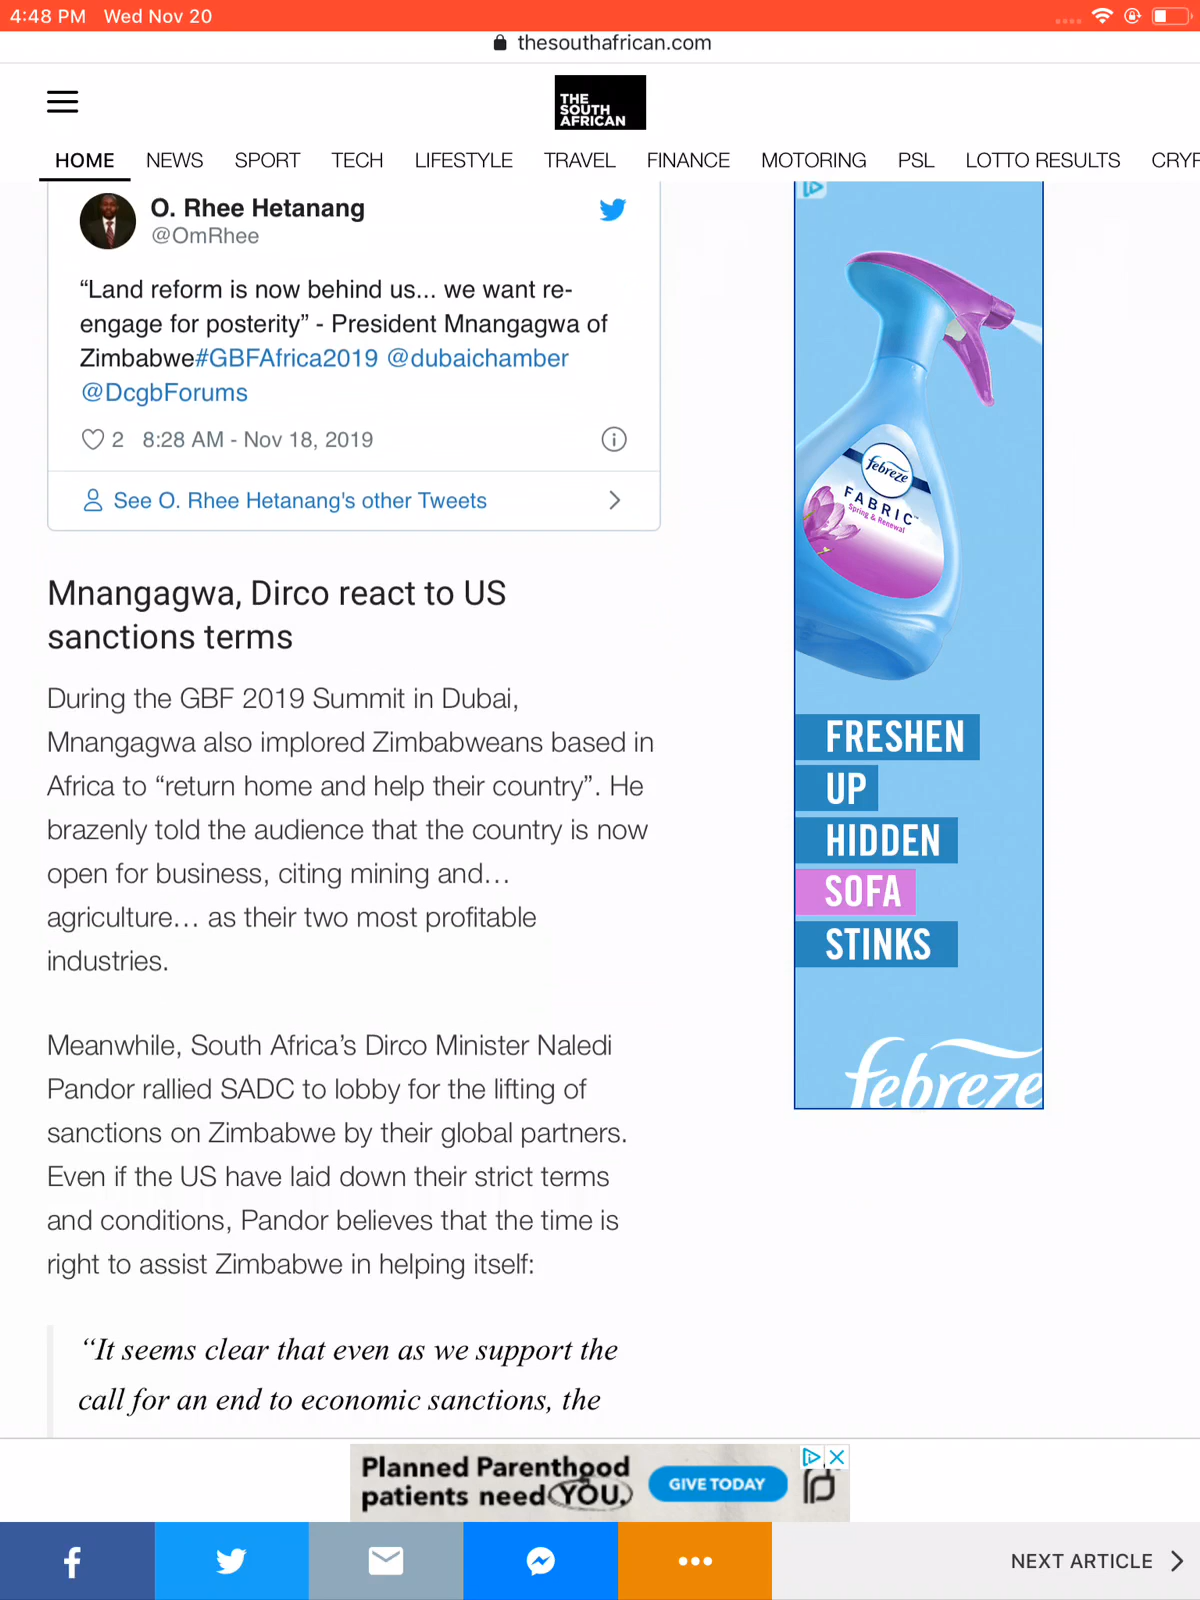 4:48 PM Wed Nov 20
thesouthafrican.com
THE
SOUTH
AFRICAN
HOME NEWS SPORT TECH LIFESTYLE TRAVEL FINANCE MOTORING PSL LOTTO RESULTS CRYP
O. Rhee Hetanang
@OmRhee
“Land reform is now behind us... we want re-
engage for posterity” - President Mnangagwa of
Zimbabwe#GBFAfrica2019 @dubaichamber
@DcgbForums
2 8:28 AM - Nov 18, 2019
See O. Rhee Hetanang's other Tweets
Mnangagwa, Dirco react to US
sanctions terms
During the GBF 2019 Summit in Dubai,
Mnangagwa also implored Zimbabweans based in
Africa to “return home and help their country”. He
brazenly told the audience that the country is now
open for business, citing mining and…
agriculture… as their two most profitable
industries.
Meanwhile, South Africa’s Dirco Minister Naledi
Pandor rallied SADC to lobby for the lifting of
sanctions on Zimbabwe by their global partners.
Even if the US have laid down their strict terms
and conditions, Pandor believes that the time is
right to assist Zimbabwe in helping itself:
“It seems clear that even as we support the
call for an end to economic sanctions, the
febreze
FABRIC™
Spring & Renewal
FRESHEN
UP
HIDDEN
SOFA
STINKS
febreze
Planned Parenthood
patients need YOU.
GIVE TODAY
NEXT ARTICLE